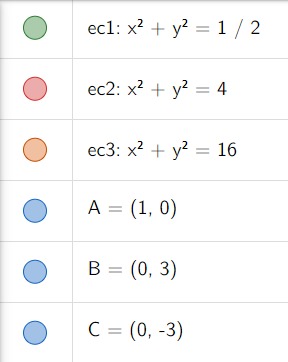 ec1: x² + y² = 1 / 2
ec2: x² + y² = 4
ec3: x² + y² = 16
A = (1, 0)
B = (0, 3)
C = (0, -3)